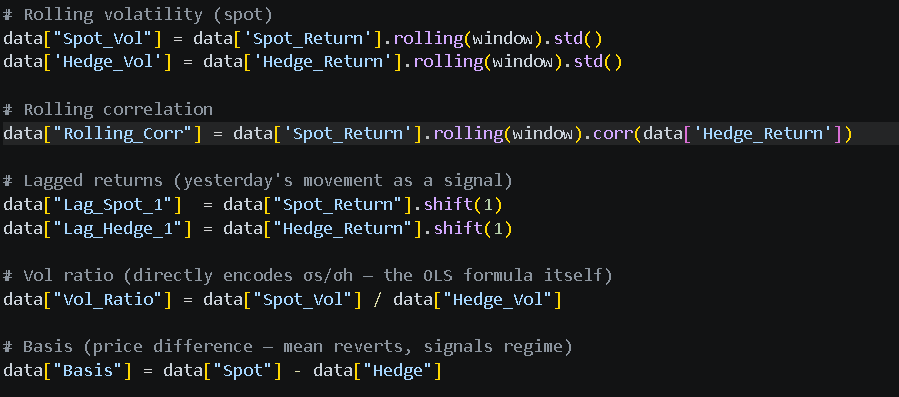 # Rolling volatility (spot)
data["Spot_Vol"] = data['Spot_Return'].rolling(window).std()
data['Hedge_Vol'] = data['Hedge_Return'].rolling(window).std()
# Rolling correlation
data["Rolling_Corr"] = data['Spot_Return'].rolling(window).corr(data['Hedge_Return'])
# Lagged returns (yesterday's movement as a signal)
data["Lag_Spot_1"]  = data["Spot_Return"].shift(1)
data["Lag_Hedge_1"] = data["Hedge_Return"].shift(1)
# Vol ratio (directly encodes σs/σh — the OLS formula itself)
data["Vol_Ratio"] = data["Spot_Vol"] / data["Hedge_Vol"]
# Basis (price difference — mean reverts, signals regime)
data["Basis"] = data["Spot"] - data["Hedge"]